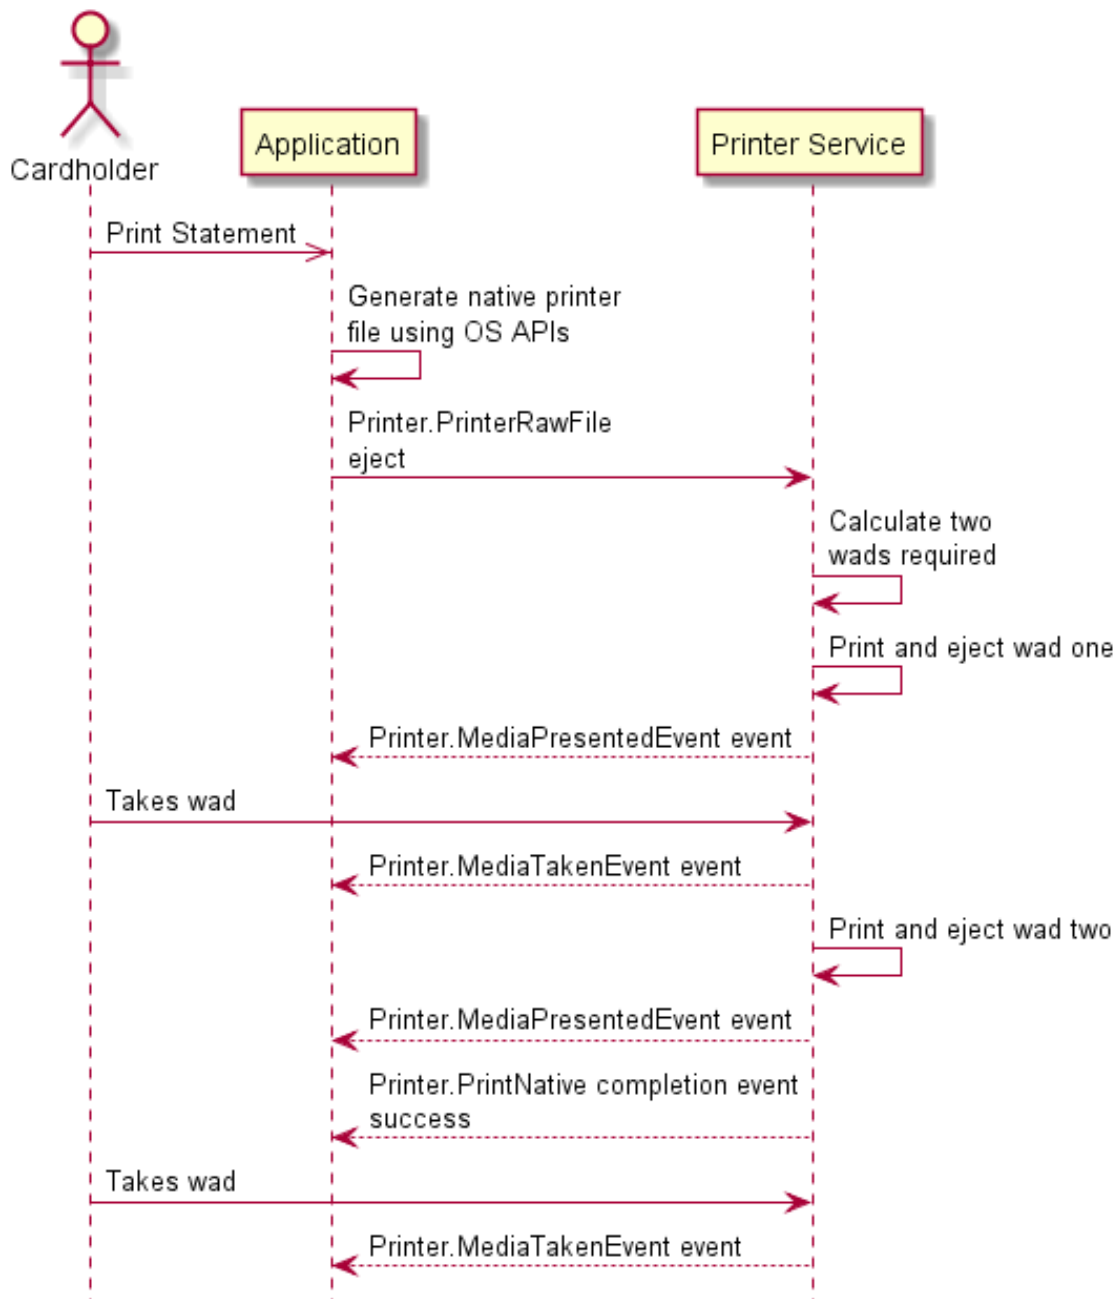 Cardholder
Application
Printer Service
Print Statement
Generate native printer
file using OS APIs
Printer.PrinterRawFile
eject
Calculate two
wads required
Print and eject wad one
Printer.MediaPresentedEvent event
Takes wad
Printer.MediaTakenEvent event
Print and eject wad two
Printer.MediaPresentedEvent event
Printer.PrintNative completion event
success
Takes wad
Printer.MediaTakenEvent event